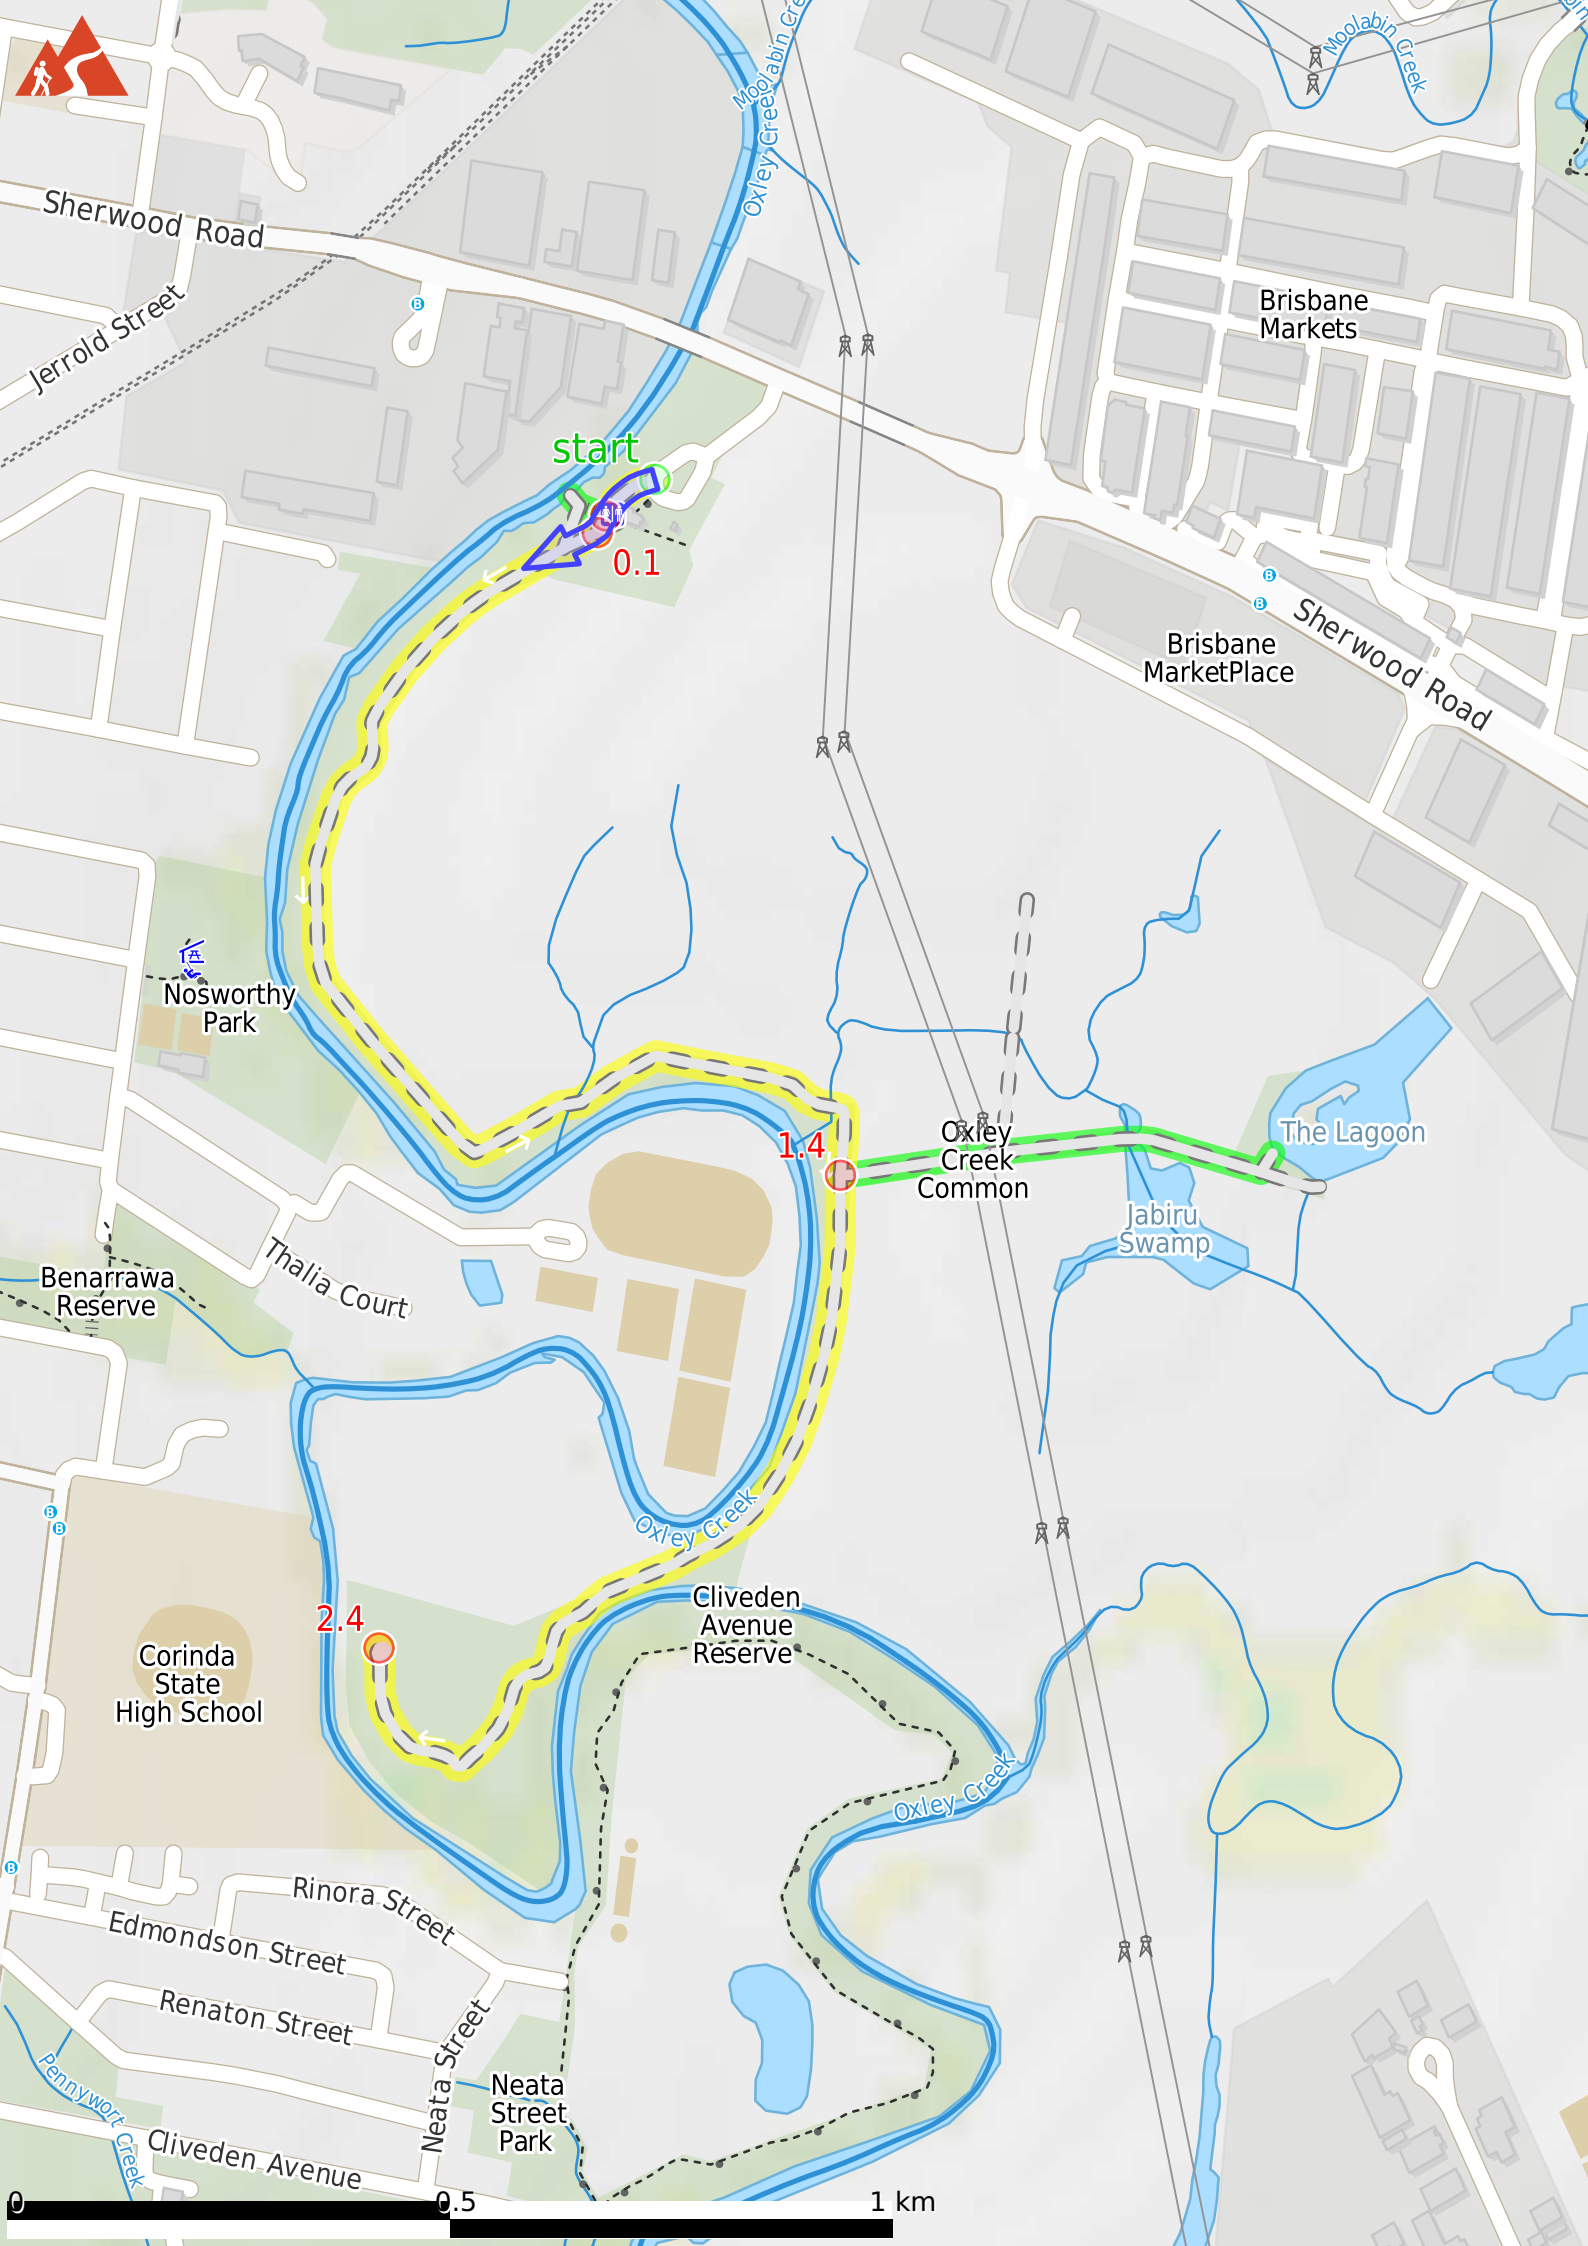 Moolabin Cre
Oxley Creek
Moolabin Creek
Sherwood Road
Jerrold Street
Brisbane
Markets
start
0.1
Brisbane
MarketPlace
Sherwood Road
Nosworthy
Park
1.4
Oxley
Creek
Common
The Lagoon
Jabiru
Swamp
Thalia Court
Benarrawa
Reserve
Oxley Creek
2.4
Cliveden
Avenue
Reserve
Corinda
State
High School
Oxley Creek
Rinora Street
Edmondson Street
Renaton Street
Neata Street
Pennywort Creek
Neata
Street
Park
Cliveden Avenue
0
0.5
1 km
B
B
B
B
B
B